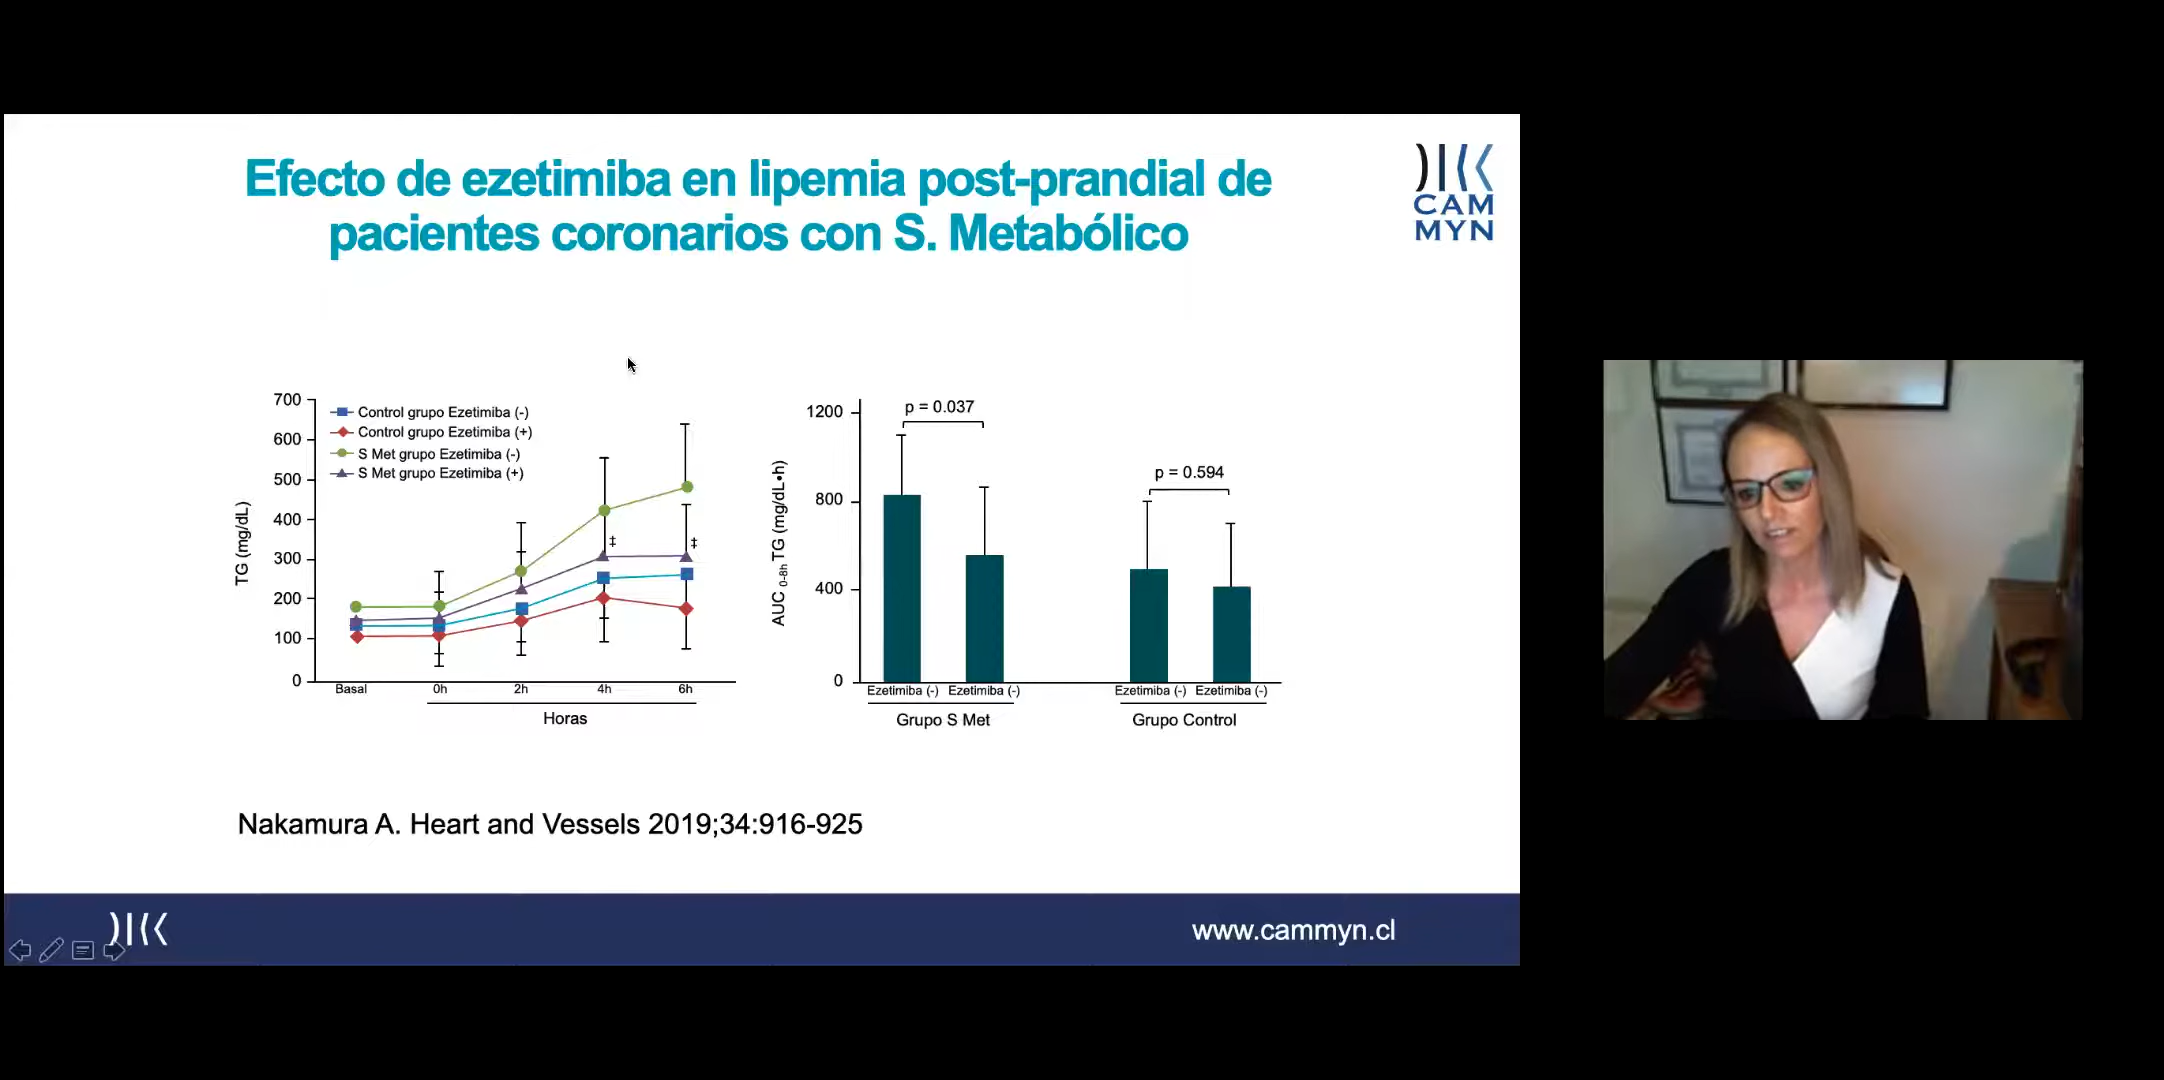 Efecto de ezetimiba en lipemia post-prandial de
pacientes coronarios con S. Metabólico
CAM
MYN
700
600
500
400
300
200
100
0
TG (mg/dL)
Control grupo Ezetimiba (-)
Control grupo Ezetimiba (+)
S Met grupo Ezetimiba (-)
S Met grupo Ezetimiba (+)
‡
‡
Basal
0h
2h
4h
6h
Horas
1200
800
400
0
AUC 0-8h TG (mg/dL•h)
p = 0.037
p = 0.594
Ezetimiba (-)
Ezetimiba (-)
Ezetimiba (-)
Ezetimiba (-)
Grupo S Met
Grupo Control
Nakamura A. Heart and Vessels 2019;34:916-925
www.cammyn.cl